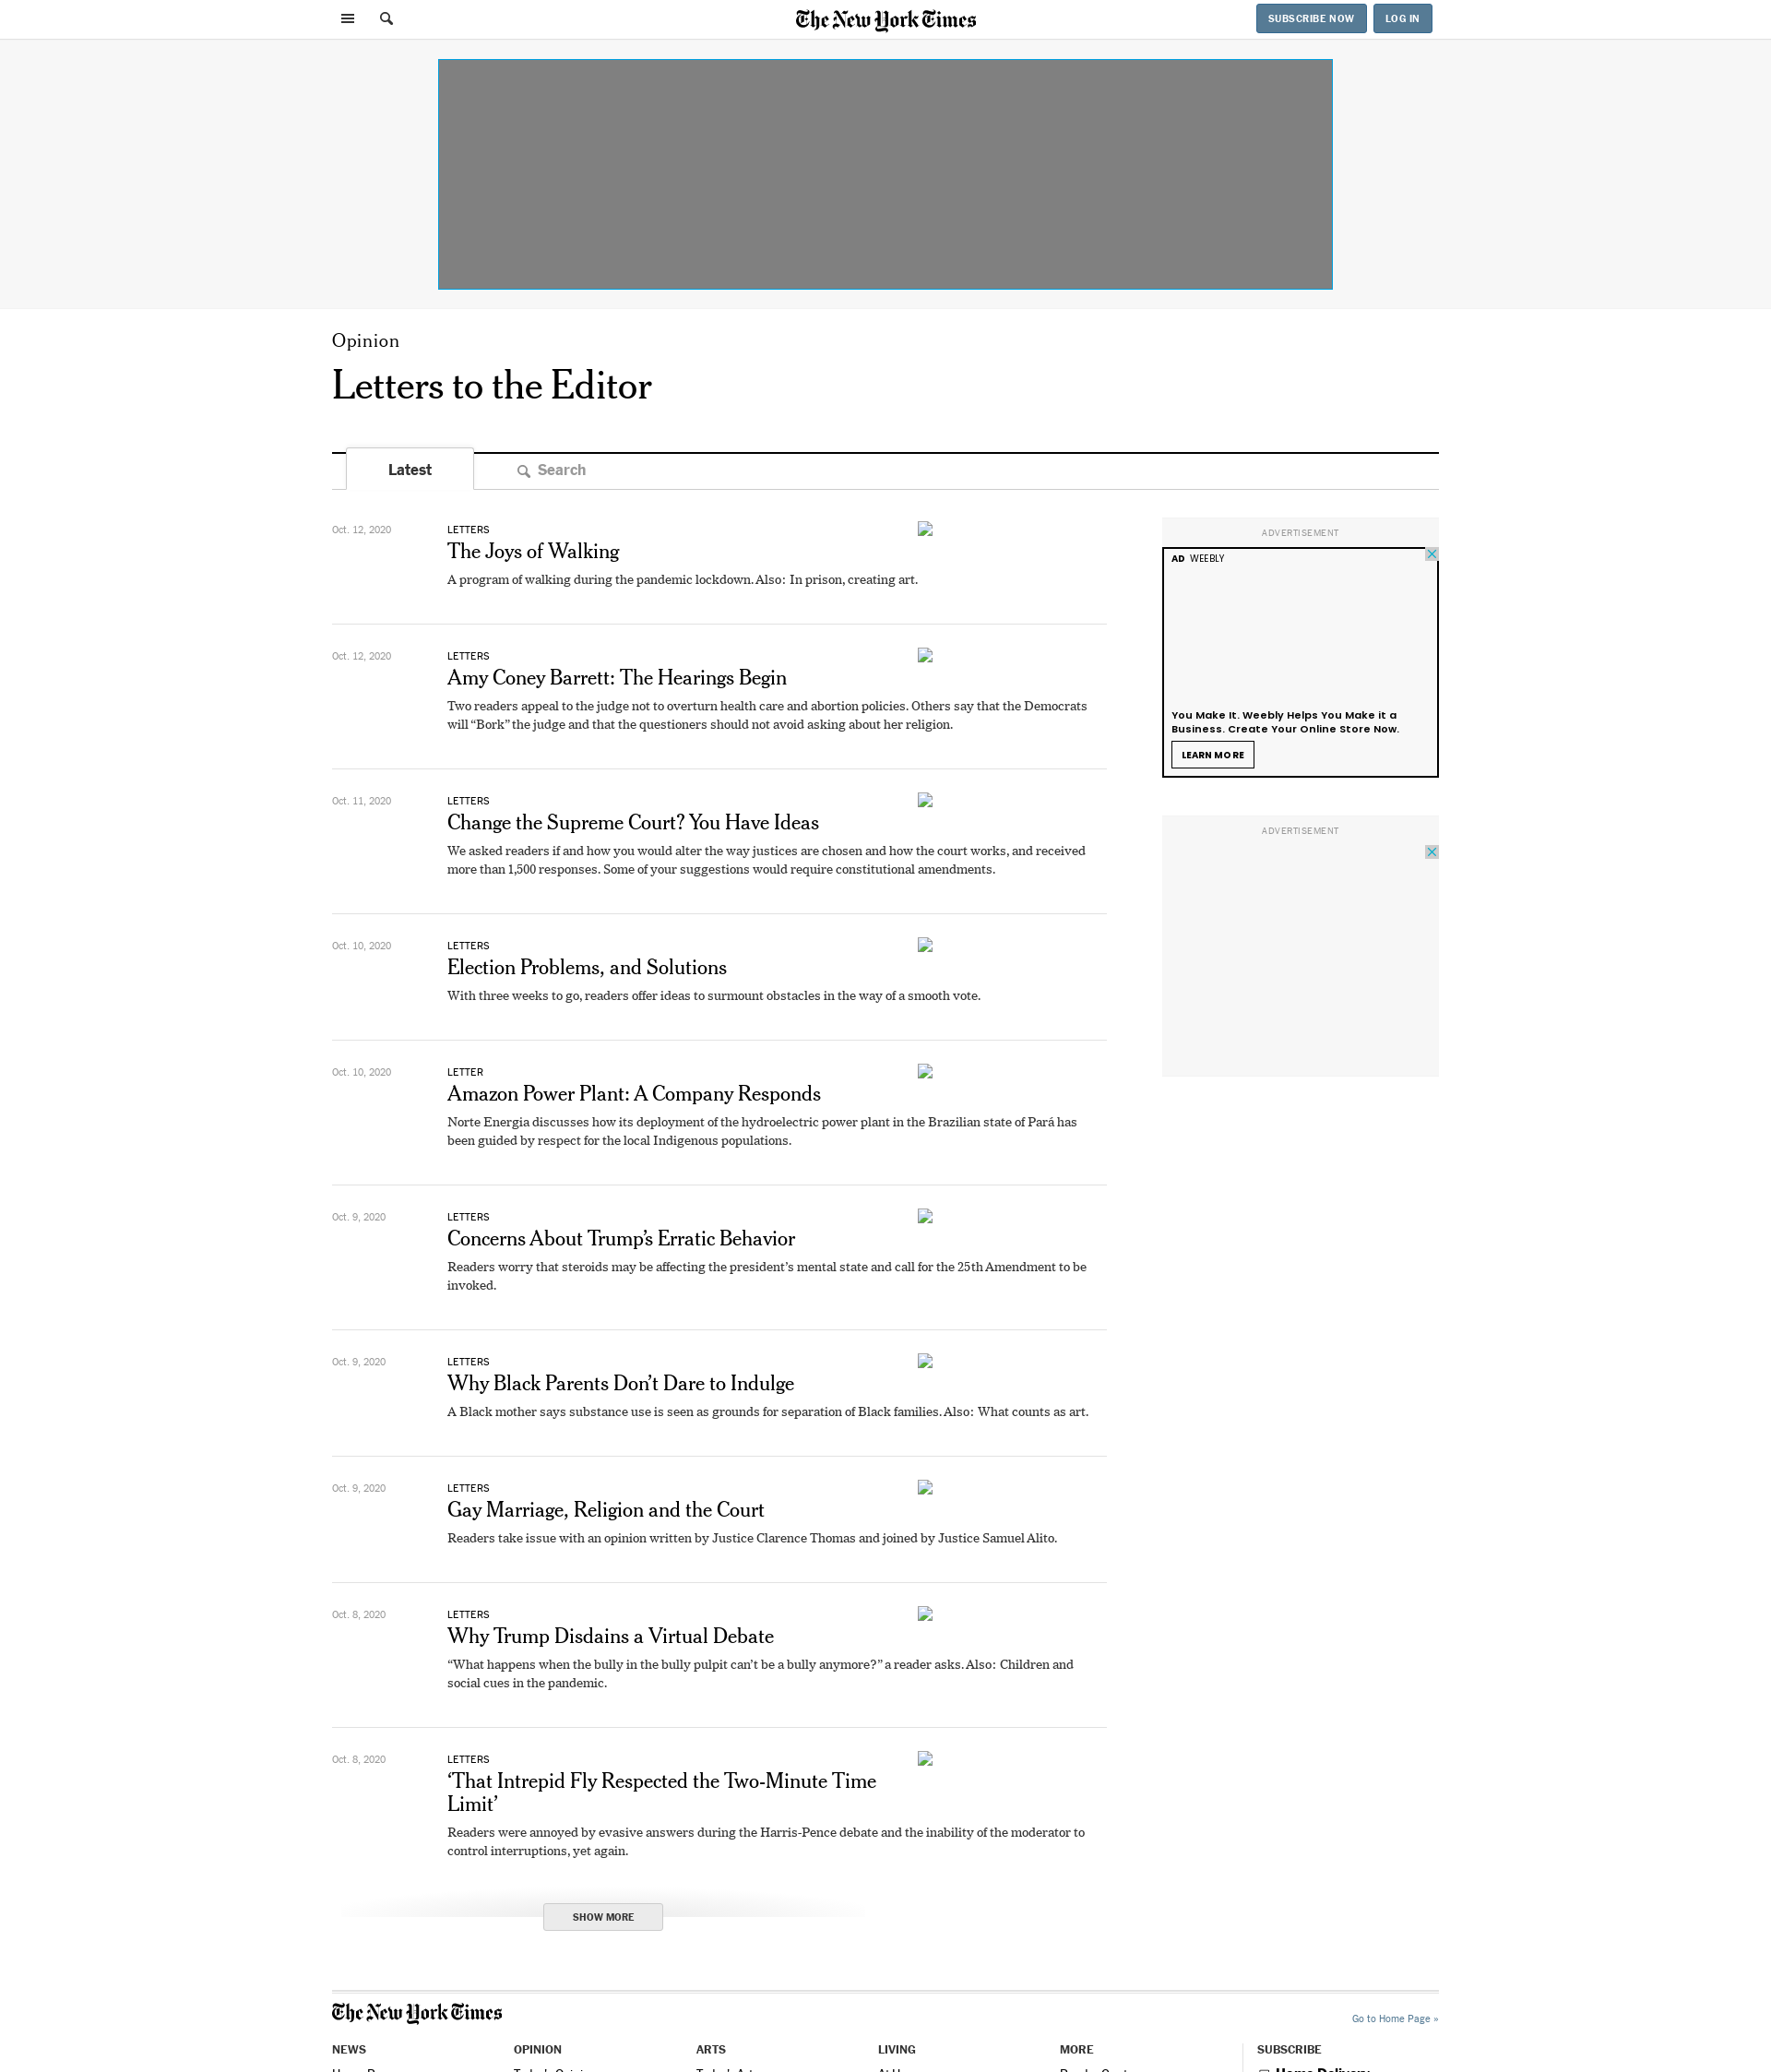 The New York Times
SUBSCRIBE NOW
LOG IN
Opinion
Letters to the Editor
Latest
Search
Oct. 12, 2020
LETTERS
The Joys of Walking
A program of walking during the pandemic lockdown. Also: In prison, creating art.
Oct. 12, 2020
LETTERS
Amy Coney Barrett: The Hearings Begin
Two readers appeal to the judge not to overturn health care and abortion policies. Others say that the Democrats
will “Bork” the judge and that the questioners should not avoid asking about her religion.
Oct. 11, 2020
LETTERS
Change the Supreme Court? You Have Ideas
We asked readers if and how you would alter the way justices are chosen and how the court works, and received
more than 1,500 responses. Some of your suggestions would require constitutional amendments.
Oct. 10, 2020
LETTERS
Election Problems, and Solutions
With three weeks to go, readers offer ideas to surmount obstacles in the way of a smooth vote.
Oct. 10, 2020
LETTER
Amazon Power Plant: A Company Responds
Norte Energia discusses how its deployment of the hydroelectric power plant in the Brazilian state of Pará has
been guided by respect for the local Indigenous populations.
Oct. 9, 2020
LETTERS
Concerns About Trump’s Erratic Behavior
Readers worry that steroids may be affecting the president’s mental state and call for the 25th Amendment to be
invoked.
Oct. 9, 2020
LETTERS
Why Black Parents Don’t Dare to Indulge
A Black mother says substance use is seen as grounds for separation of Black families. Also: What counts as art.
Oct. 9, 2020
LETTERS
Gay Marriage, Religion and the Court
Readers take issue with an opinion written by Justice Clarence Thomas and joined by Justice Samuel Alito.
Oct. 8, 2020
LETTERS
Why Trump Disdains a Virtual Debate
“What happens when the bully in the bully pulpit can’t be a bully anymore?” a reader asks. Also: Children and
social cues in the pandemic.
Oct. 8, 2020
LETTERS
‘That Intrepid Fly Respected the Two-Minute Time
Limit’
Readers were annoyed by evasive answers during the Harris-Pence debate and the inability of the moderator to
control interruptions, yet again.
SHOW MORE
ADVERTISEMENT
AD WEEBLY
You Make It. Weebly Helps You Make it a
Business. Create Your Online Store Now.
LEARN MORE
ADVERTISEMENT
The New York Times
Go to Home Page »
NEWS
OPINION
ARTS
LIVING
MORE
SUBSCRIBE
Home Delivery